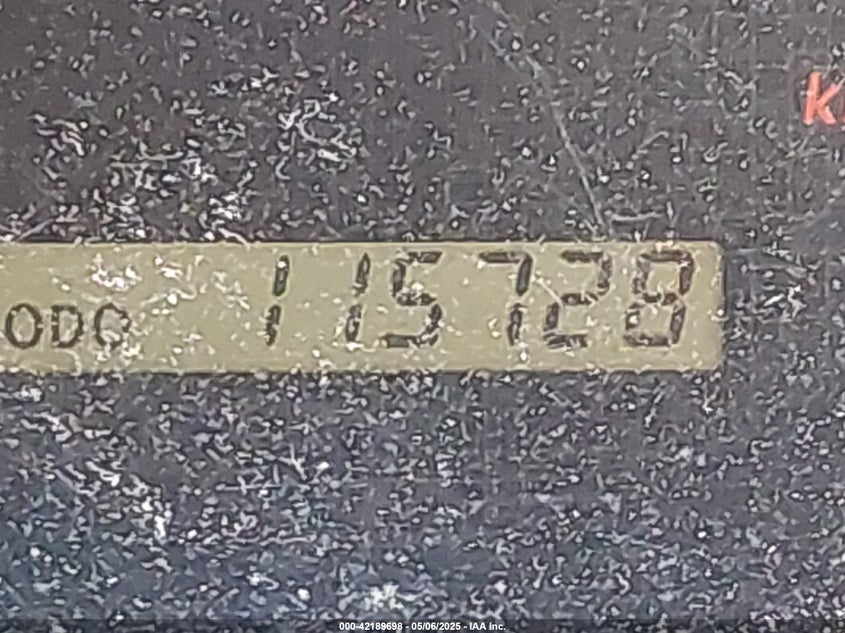 K
ODO 115728
000-42189698 - 05/06/2025 - IAA Inc.